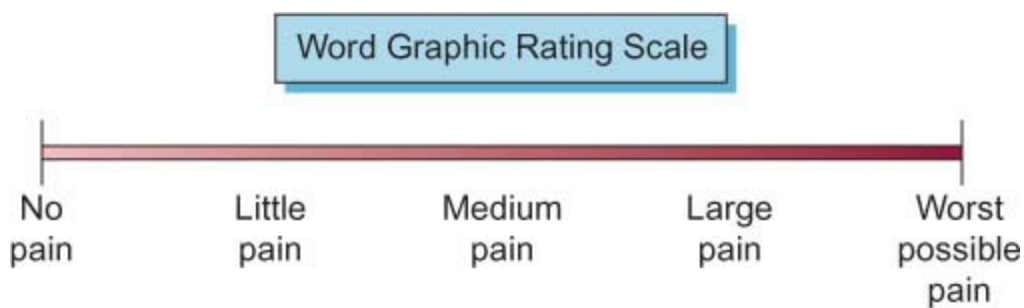 Word Graphic Rating Scale
No pain
Little pain
Medium pain
Large pain
Worst possible pain